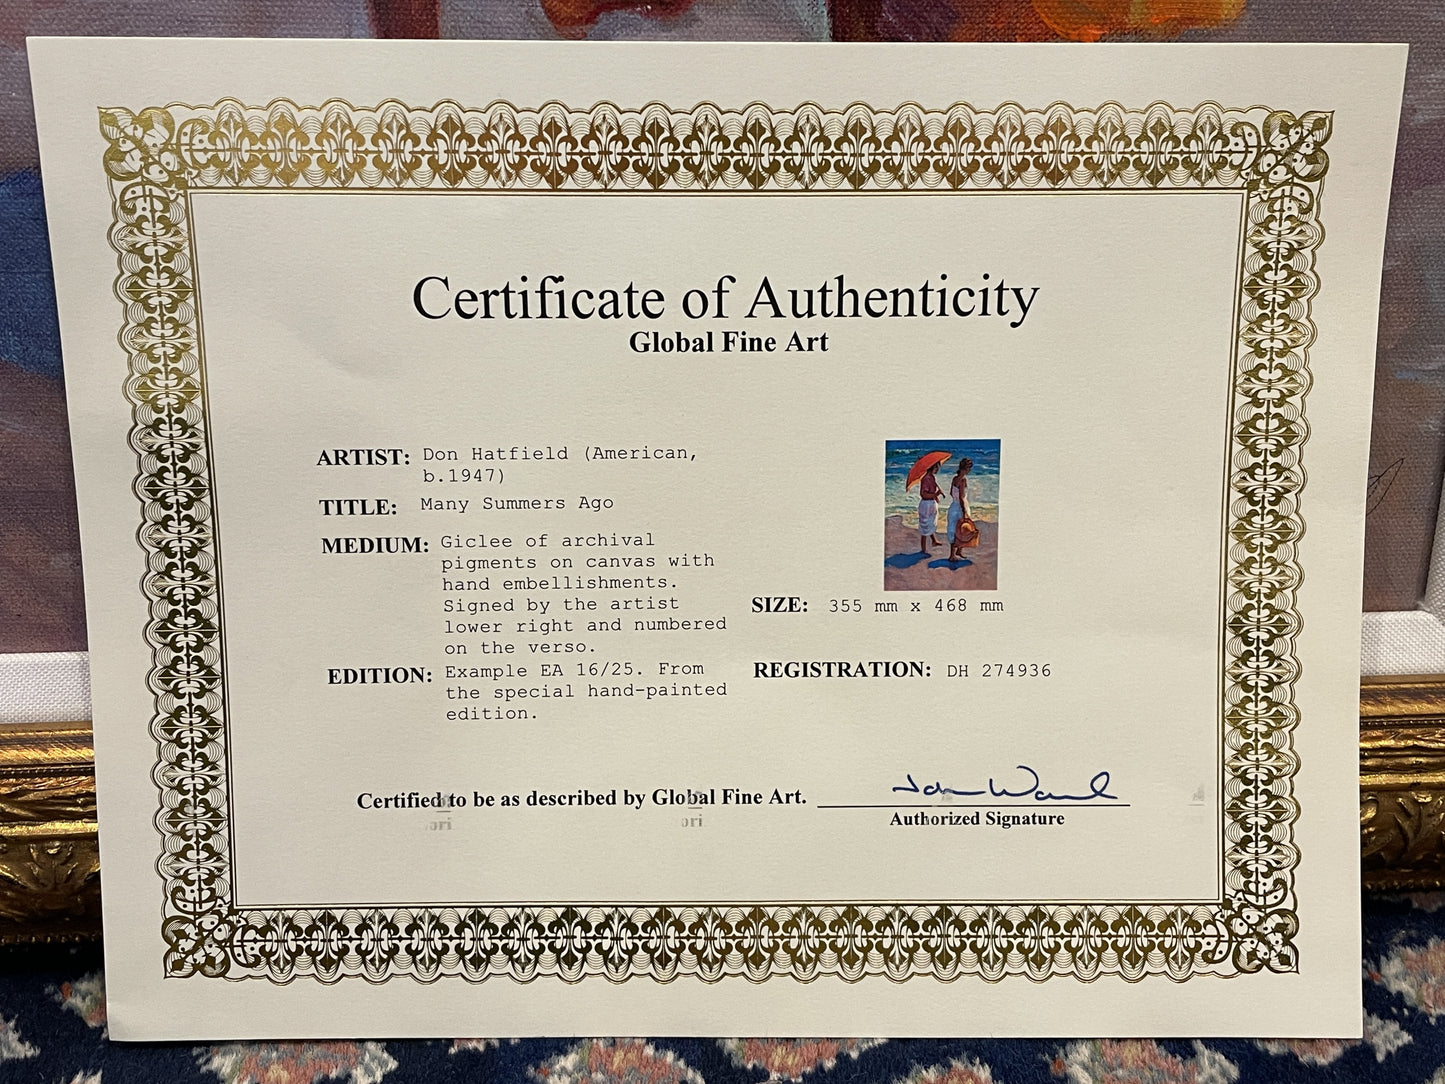 Certificate of Authenticity
Global Fine Art
ARTIST: Don Hatfield (American,
b.1947)
TITLE: Many Summers Ago
MEDIUM: Giclee of archival
pigments on canvas with
hand embellishments.
Signed by the artist
lower right and numbered
on the verso.
SIZE: 355 mm x 468 mm
EDITION: Example EA 16/25. From
the special hand-painted
edition.
REGISTRATION: DH 274936
Certified to be as described by Global Fine Art.
Authorized Signature
ori
ori